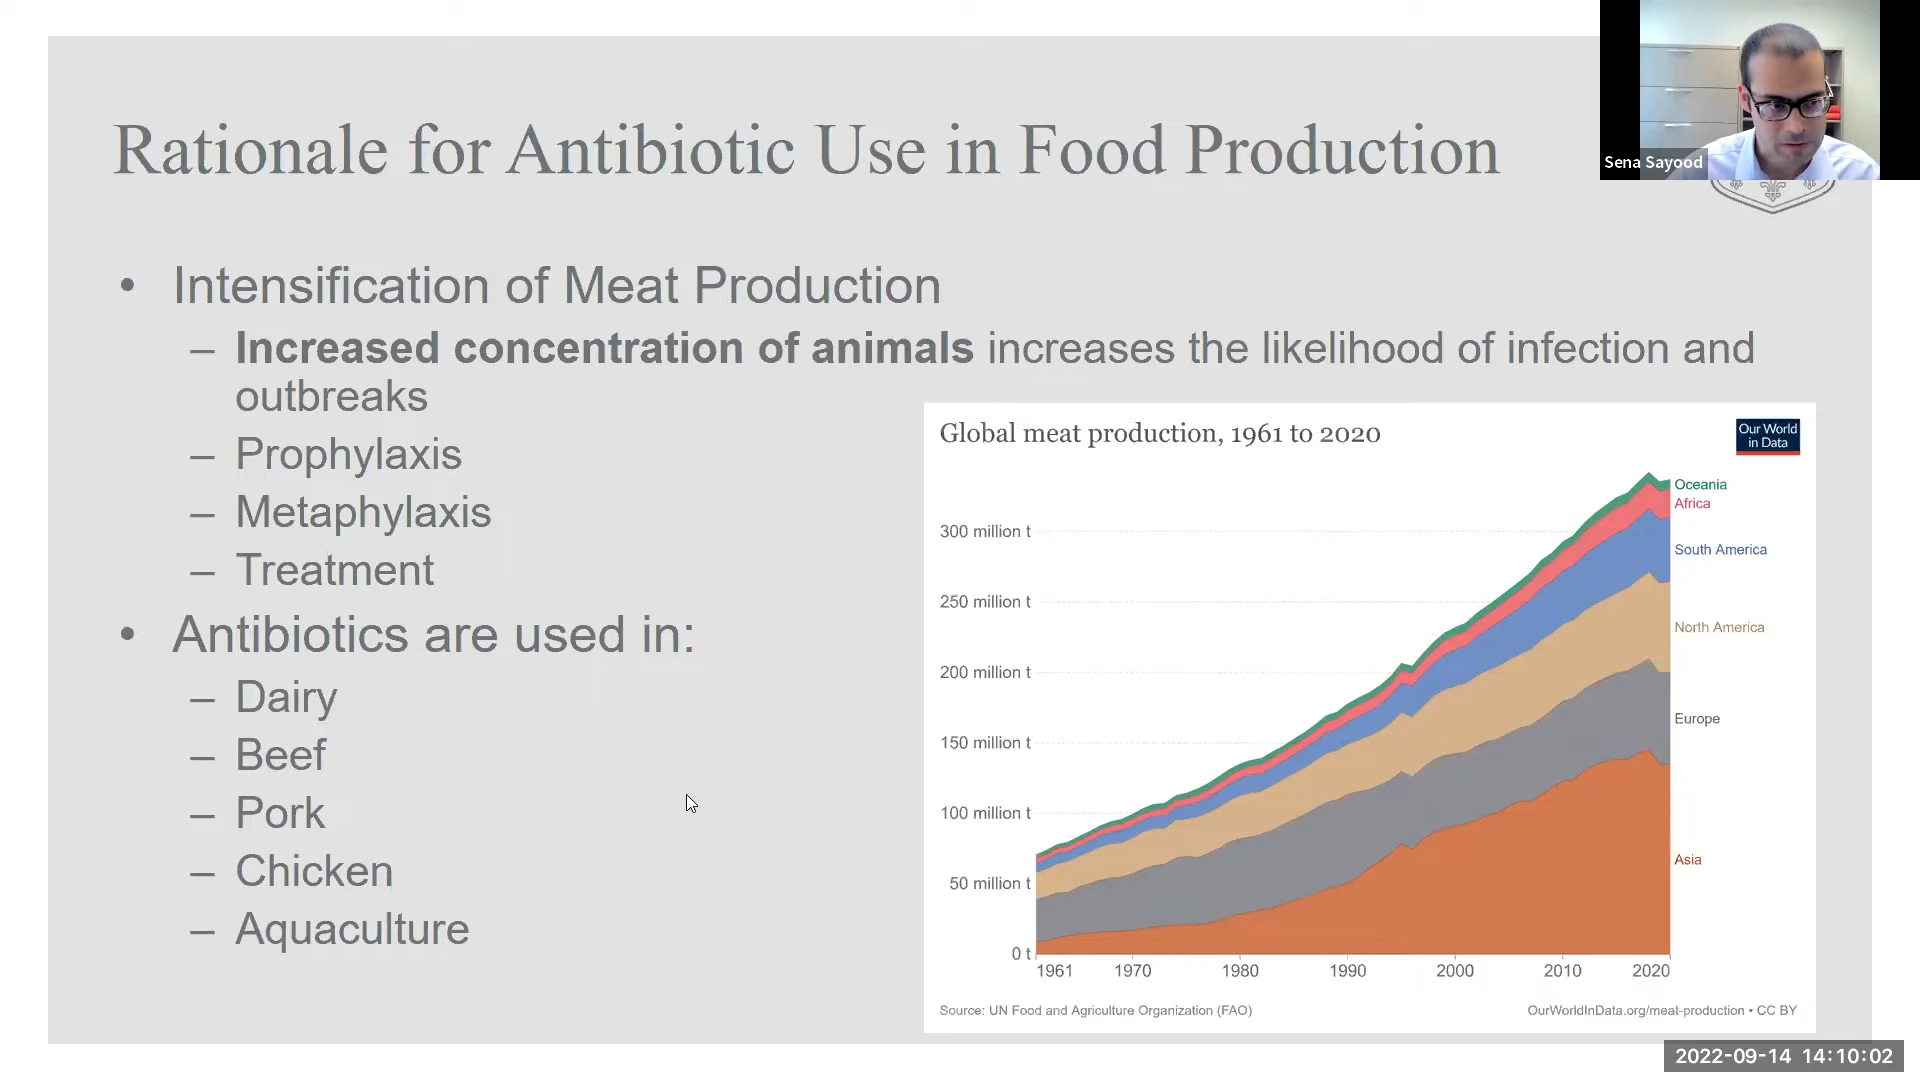 Rationale for Antibiotic Use in Food Production
Sena Sayood
• Intensification of Meat Production
– Increased concentration of animals increases the likelihood of infection and
outbreaks
– Prophylaxis
– Metaphylaxis
– Treatment
• Antibiotics are used in:
– Dairy
– Beef
– Pork
– Chicken
– Aquaculture
Global meat production, 1961 to 2020
Our World
in Data
Oceania
Africa
300 million t
South America
250 million t
North America
200 million t
Europe
150 million t
100 million t
Asia
50 million t
0 t
1961 1970 1980 1990 2000 2010 2020
Source: UN Food and Agriculture Organization (FAO)
OurWorldInData.org/meat-production • CC BY
2022-09-14 14:10:02